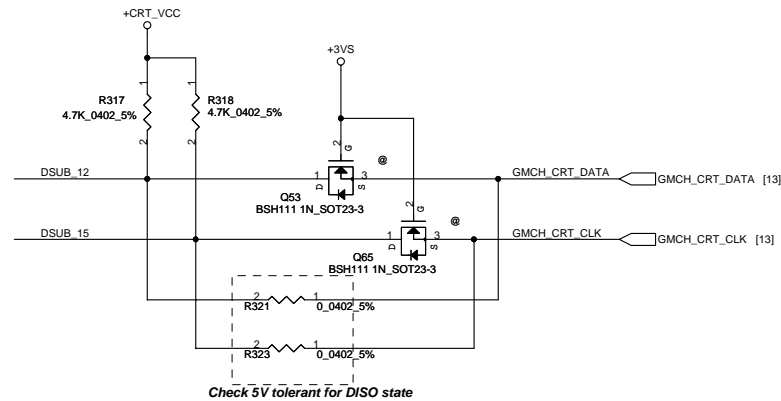 +CRT_VCC
+3VS
1
1
R317
4.7K_0402_5%
R318
4.7K_0402_5%
2
2
2
G
@
DSUB_12
1
3
D
S
GMCH_CRT_DATA
GMCH_CRT_DATA [13]
Q53
BSH111 1N_SOT23-3
2
G
@
DSUB_15
1
3
D
S
GMCH_CRT_CLK
GMCH_CRT_CLK [13]
Q65
BSH111 1N_SOT23-3
2
1
R321
0_0402_5%
2
1
R323
0_0402_5%
Check 5V tolerant for DISO state